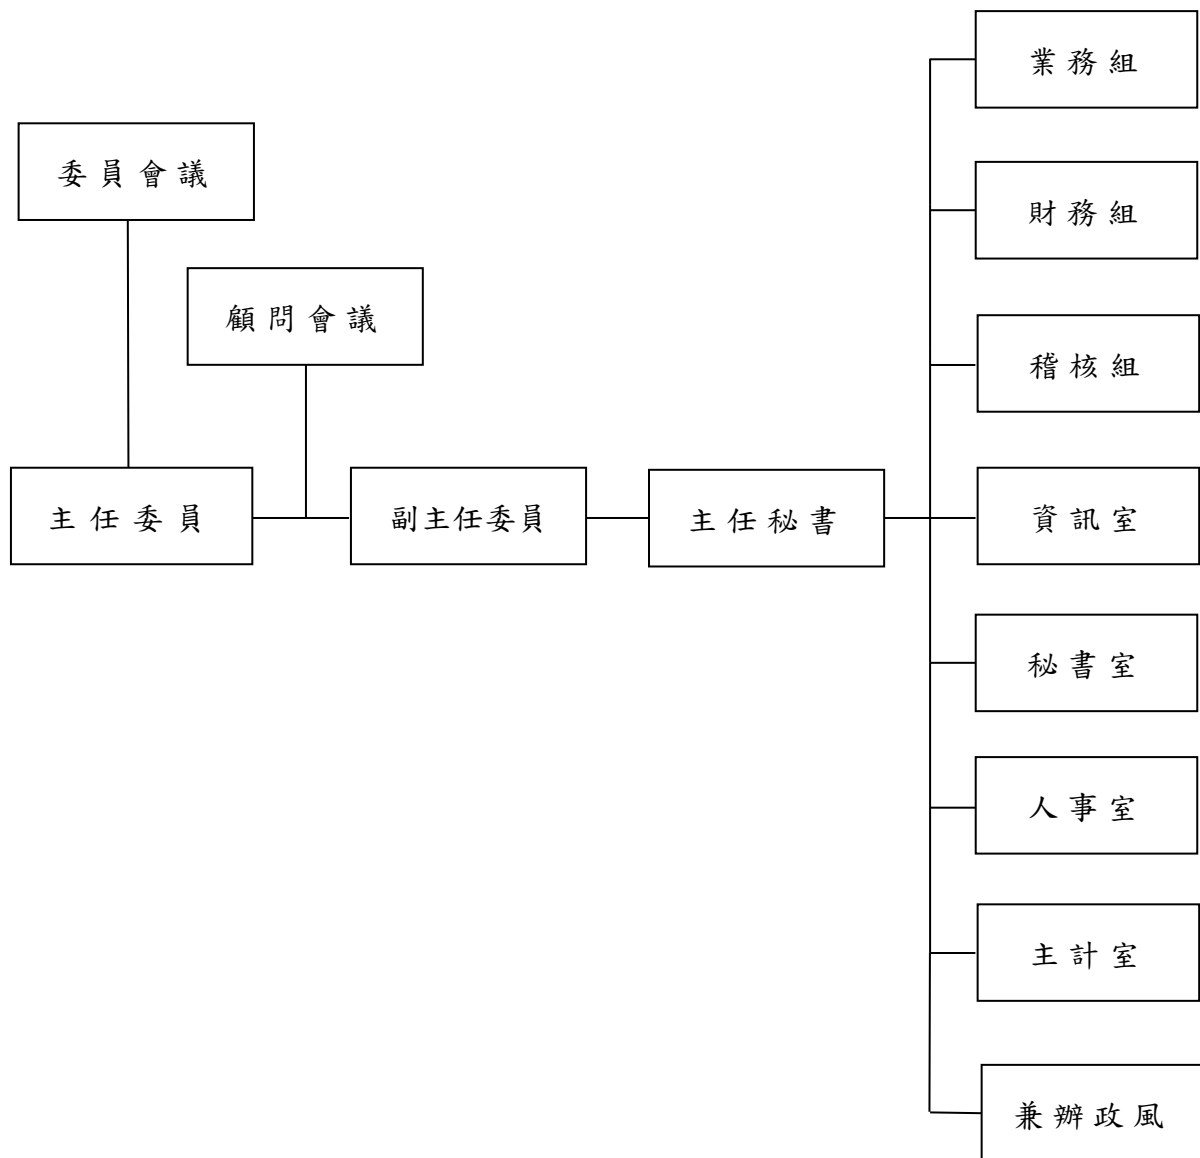 委員會議
顧問會議
主任委員
副主任委員
主任秘書
業務組
財務組
稽核組
資訊室
秘書室
人事室
主計室
兼辦政風